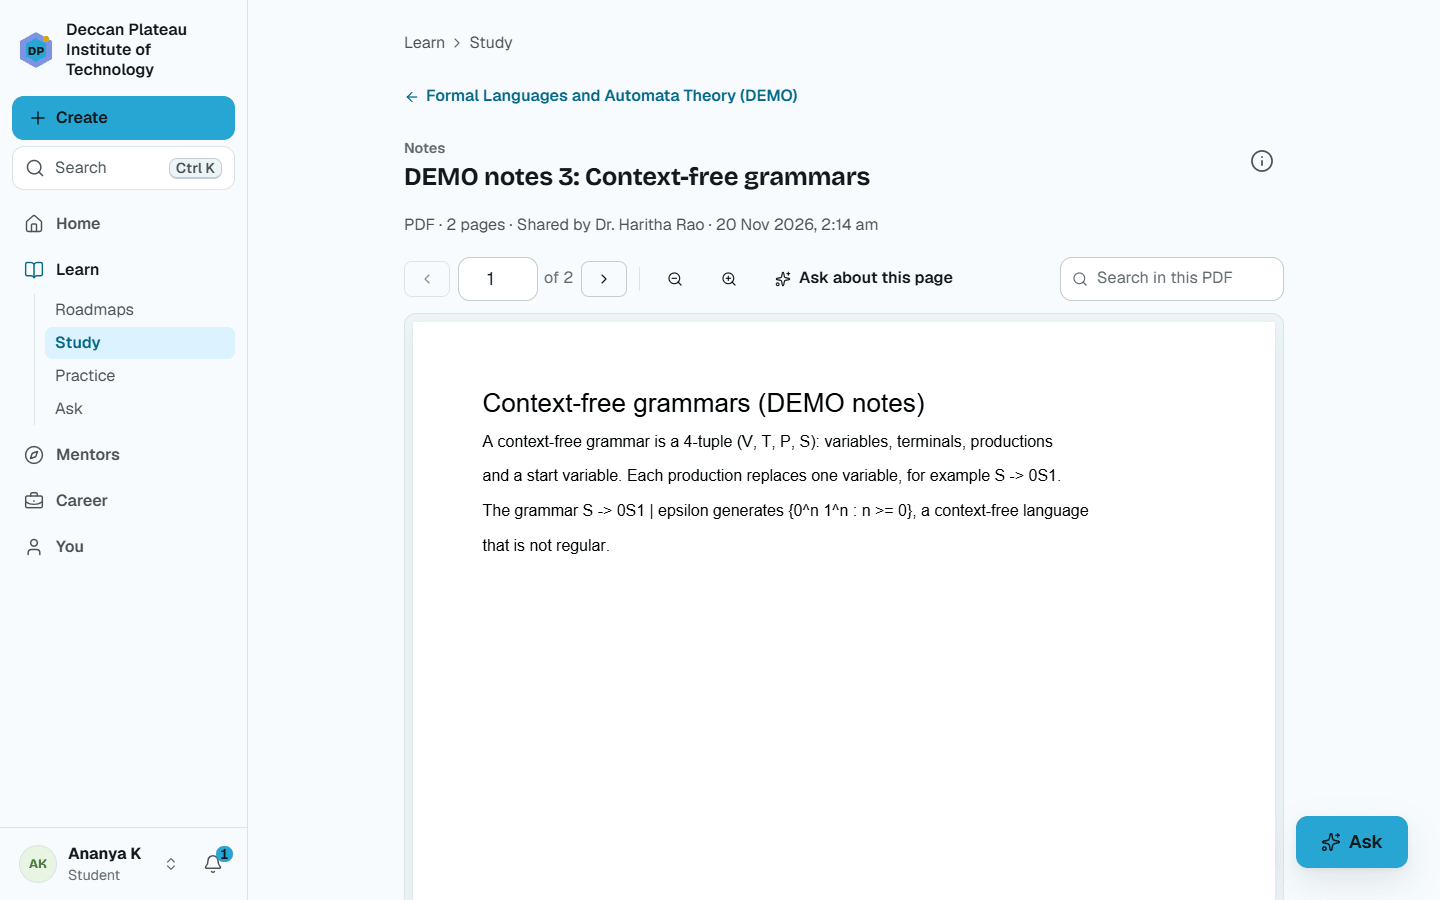 DP
Deccan Plateau
Institute of
Technology
Create
Search
Ctrl K
Home
Learn
Roadmaps
Study
Practice
Ask
Mentors
Career
You
AK
Ananya K
Student
1
Learn > Study
← Formal Languages and Automata Theory (DEMO)
Notes
DEMO notes 3: Context-free grammars
PDF · 2 pages · Shared by Dr. Haritha Rao · 20 Nov 2026, 2:14 am
1 of 2
Ask about this page
Search in this PDF
Context-free grammars (DEMO notes)
A context-free grammar is a 4-tuple (V, T, P, S): variables, terminals, productions
and a start variable. Each production replaces one variable, for example S -> 0S1.
The grammar S -> 0S1 | epsilon generates {0^n 1^n : n >= 0}, a context-free language
that is not regular.
Ask